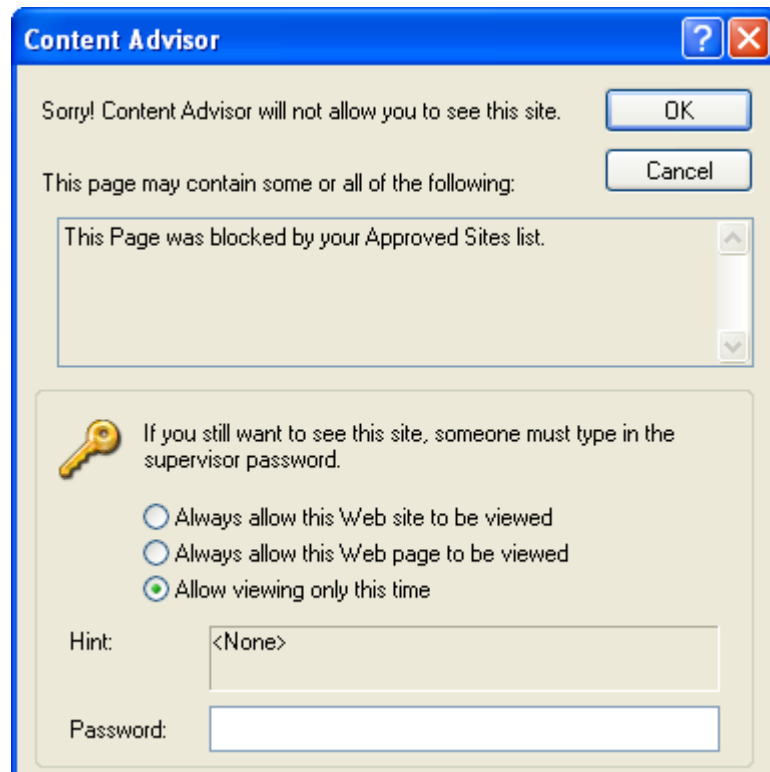 Content Advisor
Sorry! Content Advisor will not allow you to see this site.
OK
Cancel
This page may contain some or all of the following:
This Page was blocked by your Approved Sites list.
If you still want to see this site, someone must type in the
supervisor password.
Always allow this Web site to be viewed
Always allow this Web page to be viewed
Allow viewing only this time
Hint:
<None>
Password: